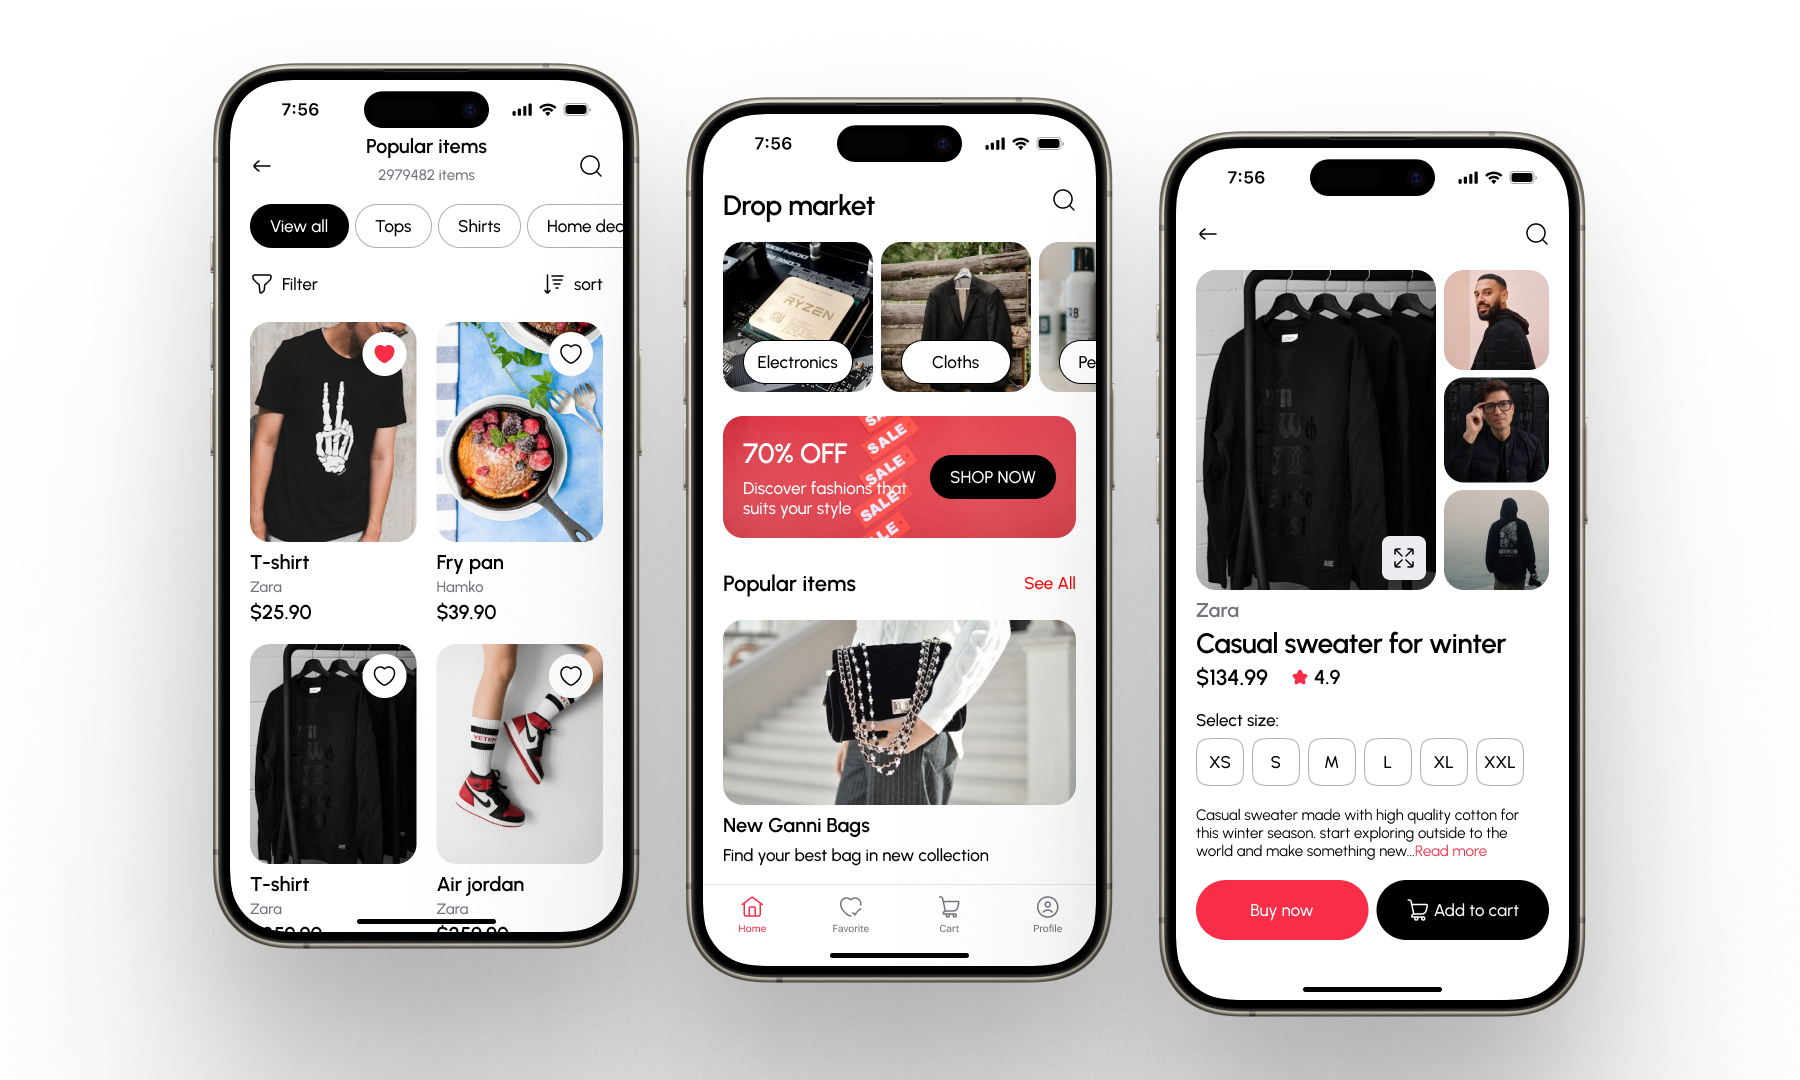 7:56
Popular items
2979482 items
View all
Tops
Shirts
Home dec
Filter
sort
T-shirt
Zara
$25.90
Fry pan
Hamko
$39.90
YETEM
T-shirt
Zara
Air jordan
Zara
7:56
Drop market
RYZEN
Electronics
Cloths
Pe
70% OFF
Discover fashions that
suits your style
SALE
SALE
SALE
SALE
SALE
SHOP NOW
Popular items
See All
New Ganni Bags
Find your best bag in new collection
Home
Favorite
Cart
Profile
7:56
Zara
Casual sweater for winter
$134.99
4.9
Select size:
XS
S
M
L
XL
XXL
Casual sweater made with high quality cotton for
this winter season. start exploring outside to the
world and make something new...Read more
Buy now
Add to cart